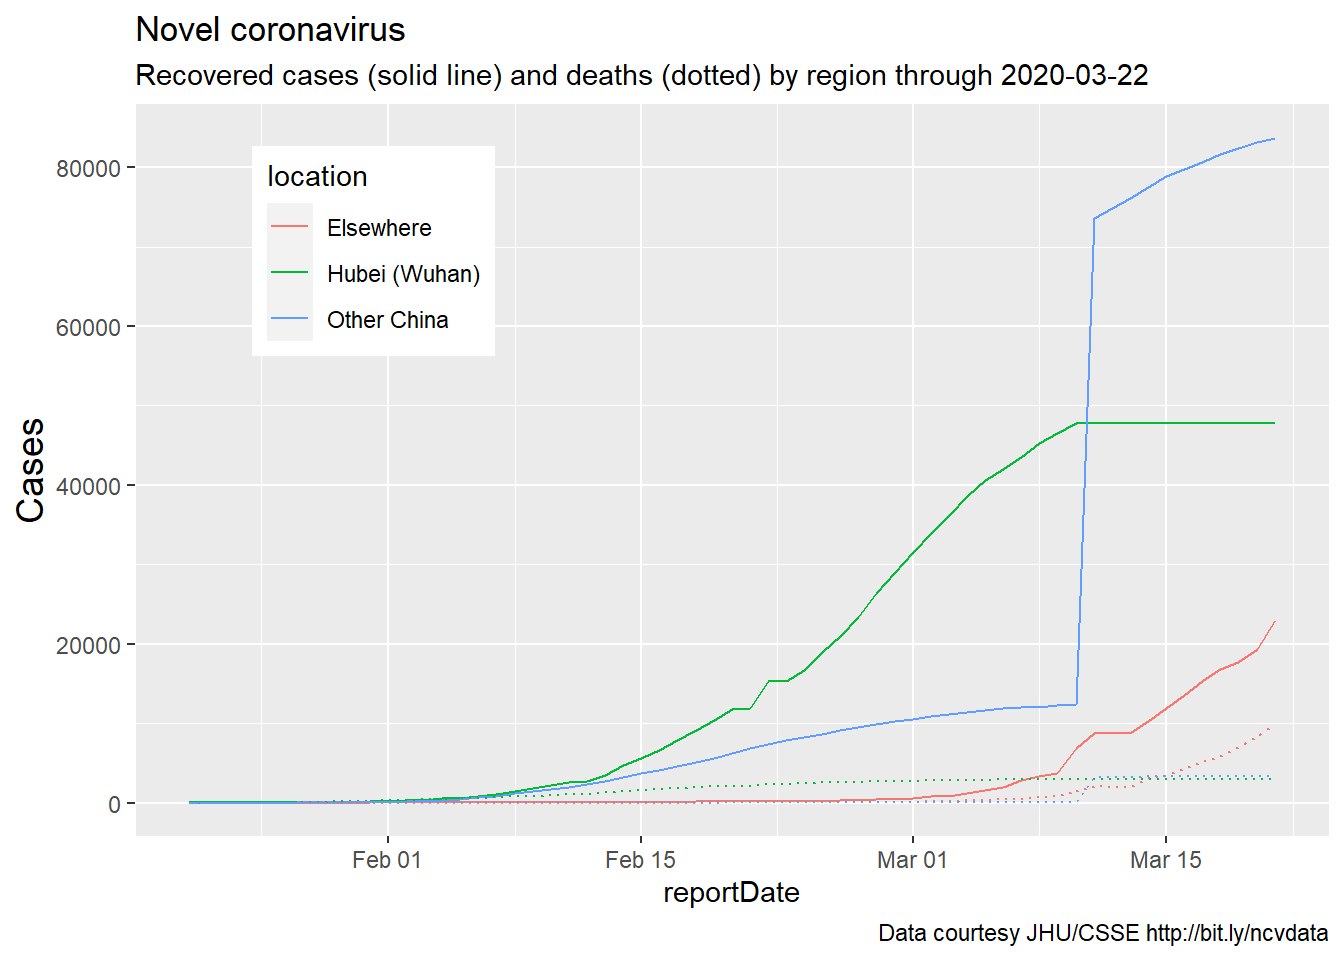 Novel coronavirus
Recovered cases (solid line) and deaths (dotted) by region through 2020-03-22
location
Elsewhere
Hubei (Wuhan)
Other China
Cases
80000
60000
40000
20000
0
Feb 01
Feb 15
Mar 01
Mar 15
reportDate
Data courtesy JHU/CSSE http://bit.ly/ncvdata